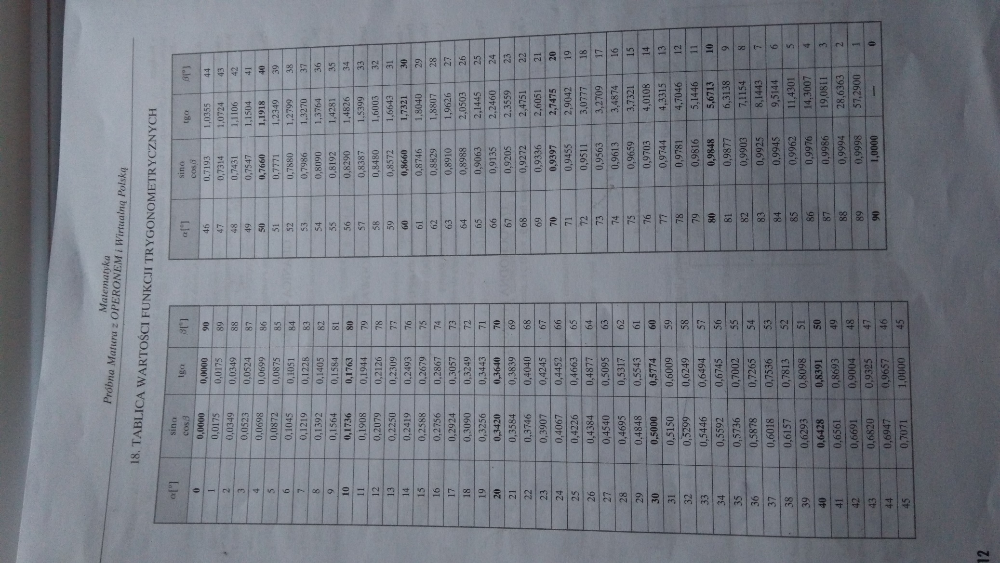 Matematyka
Próbna Matura z OPERONEM i Wirtualną Polską
18. TABLICA WARTOŚCI FUNKCJI TRYGONOMETRYCZNYCH
α[°] sinα cosβ tgα β[°]
0 0,0000 0,0000 90
1 0,0175 0,0175 89
2 0,0349 0,0349 88
3 0,0523 0,0524 87
4 0,0698 0,0699 86
5 0,0872 0,0875 85
6 0,1045 0,1051 84
7 0,1219 0,1228 83
8 0,1392 0,1405 82
9 0,1564 0,1584 81
10 0,1736 0,1763 80
11 0,1908 0,1944 79
12 0,2079 0,2126 78
13 0,2250 0,2309 77
14 0,2419 0,2493 76
15 0,2588 0,2679 75
16 0,2756 0,2867 74
17 0,2924 0,3057 73
18 0,3090 0,3249 72
19 0,3256 0,3443 71
20 0,3420 0,3640 70
21 0,3584 0,3839 69
22 0,3746 0,4040 68
23 0,3907 0,4245 67
24 0,4067 0,4452 66
25 0,4226 0,4663 65
26 0,4384 0,4877 64
27 0,4540 0,5095 63
28 0,4695 0,5317 62
29 0,4848 0,5543 61
30 0,5000 0,5774 60
31 0,5150 0,6009 59
32 0,5299 0,6249 58
33 0,5446 0,6494 57
34 0,5592 0,6745 56
35 0,5736 0,7002 55
36 0,5878 0,7265 54
37 0,6018 0,7536 53
38 0,6157 0,7813 52
39 0,6293 0,8098 51
40 0,6428 0,8391 50
41 0,6561 0,8693 49
42 0,6691 0,9004 48
43 0,6820 0,9325 47
44 0,6947 0,9657 46
45 0,7071 1,0000 45
α[°] sinα cosβ tgα β[°]
46 0,7193 1,0355 44
47 0,7314 1,0724 43
48 0,7431 1,1106 42
49 0,7547 1,1504 41
50 0,7660 1,1918 40
51 0,7771 1,2349 39
52 0,7880 1,2799 38
53 0,7986 1,3270 37
54 0,8090 1,3764 36
55 0,8192 1,4281 35
56 0,8290 1,4826 34
57 0,8387 1,5399 33
58 0,8480 1,6003 32
59 0,8572 1,6643 31
60 0,8660 1,7321 30
61 0,8746 1,8040 29
62 0,8829 1,8807 28
63 0,8910 1,9626 27
64 0,8988 2,0503 26
65 0,9063 2,1445 25
66 0,9135 2,2460 24
67 0,9205 2,3559 23
68 0,9272 2,4751 22
69 0,9336 2,6051 21
70 0,9397 2,7475 20
71 0,9455 2,9042 19
72 0,9511 3,0777 18
73 0,9563 3,2709 17
74 0,9613 3,4874 16
75 0,9659 3,7321 15
76 0,9703 4,0108 14
77 0,9744 4,3315 13
78 0,9781 4,7046 12
79 0,9816 5,1446 11
80 0,9848 5,6713 10
81 0,9877 6,3138 9
82 0,9903 7,1154 8
83 0,9925 8,1443 7
84 0,9945 9,5144 6
85 0,9962 11,4301 5
86 0,9976 14,3007 4
87 0,9986 19,0811 3
88 0,9994 28,6363 2
89 0,9998 57,2900 1
90 1,0000 — 0
12